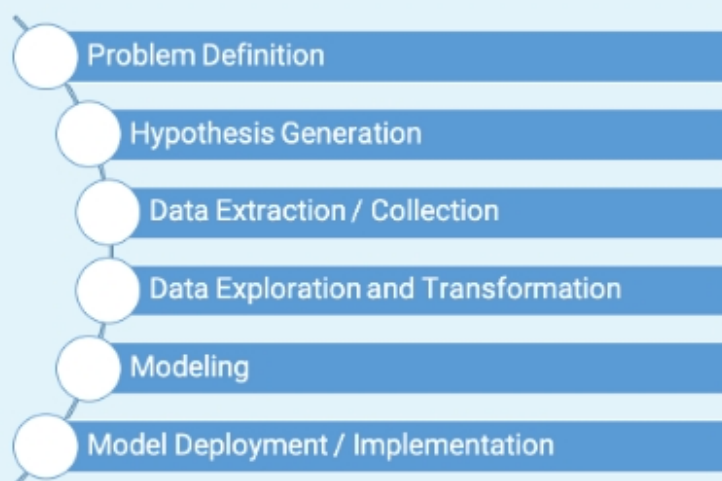 Problem Definition
Hypothesis Generation
Data Extraction / Collection
Data Exploration and Transformation
Modeling
Model Deployment / Implementation